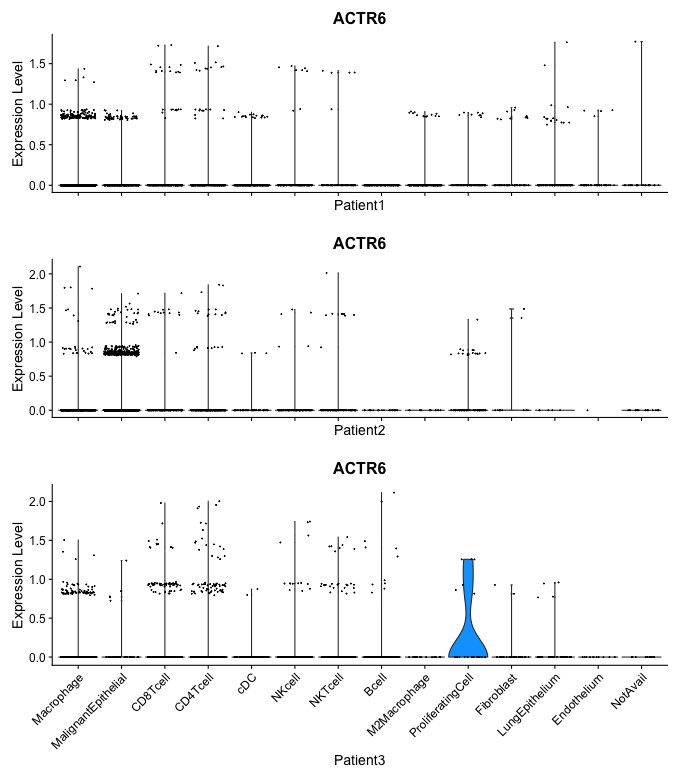 ACTR6
Expression Level
1.5
1.0
0.5
0.0
Patient1
ACTR6
Expression Level
2.0
1.5
1.0
0.5
0.0
Patient2
ACTR6
Expression Level
2.0
1.5
1.0
0.5
0.0
Macrophage
MalignantEpithelial
CD8Tcell
CD4Tcell
cDC
NKcell
NKTcell
Bcell
M2Macrophage
ProliferatingCell
Fibroblast
LungEpithelium
Endothelium
NotAvail
Patient3